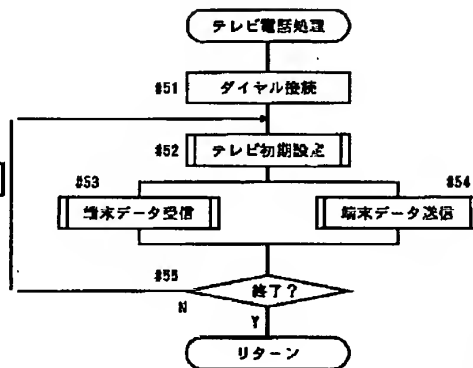 テレビ電話処理
#51
ダイヤル接続
#52
テレビ初期設定
#53
端末データ受信
#54
端末データ送信
#55
終了？
N
Y
リターン